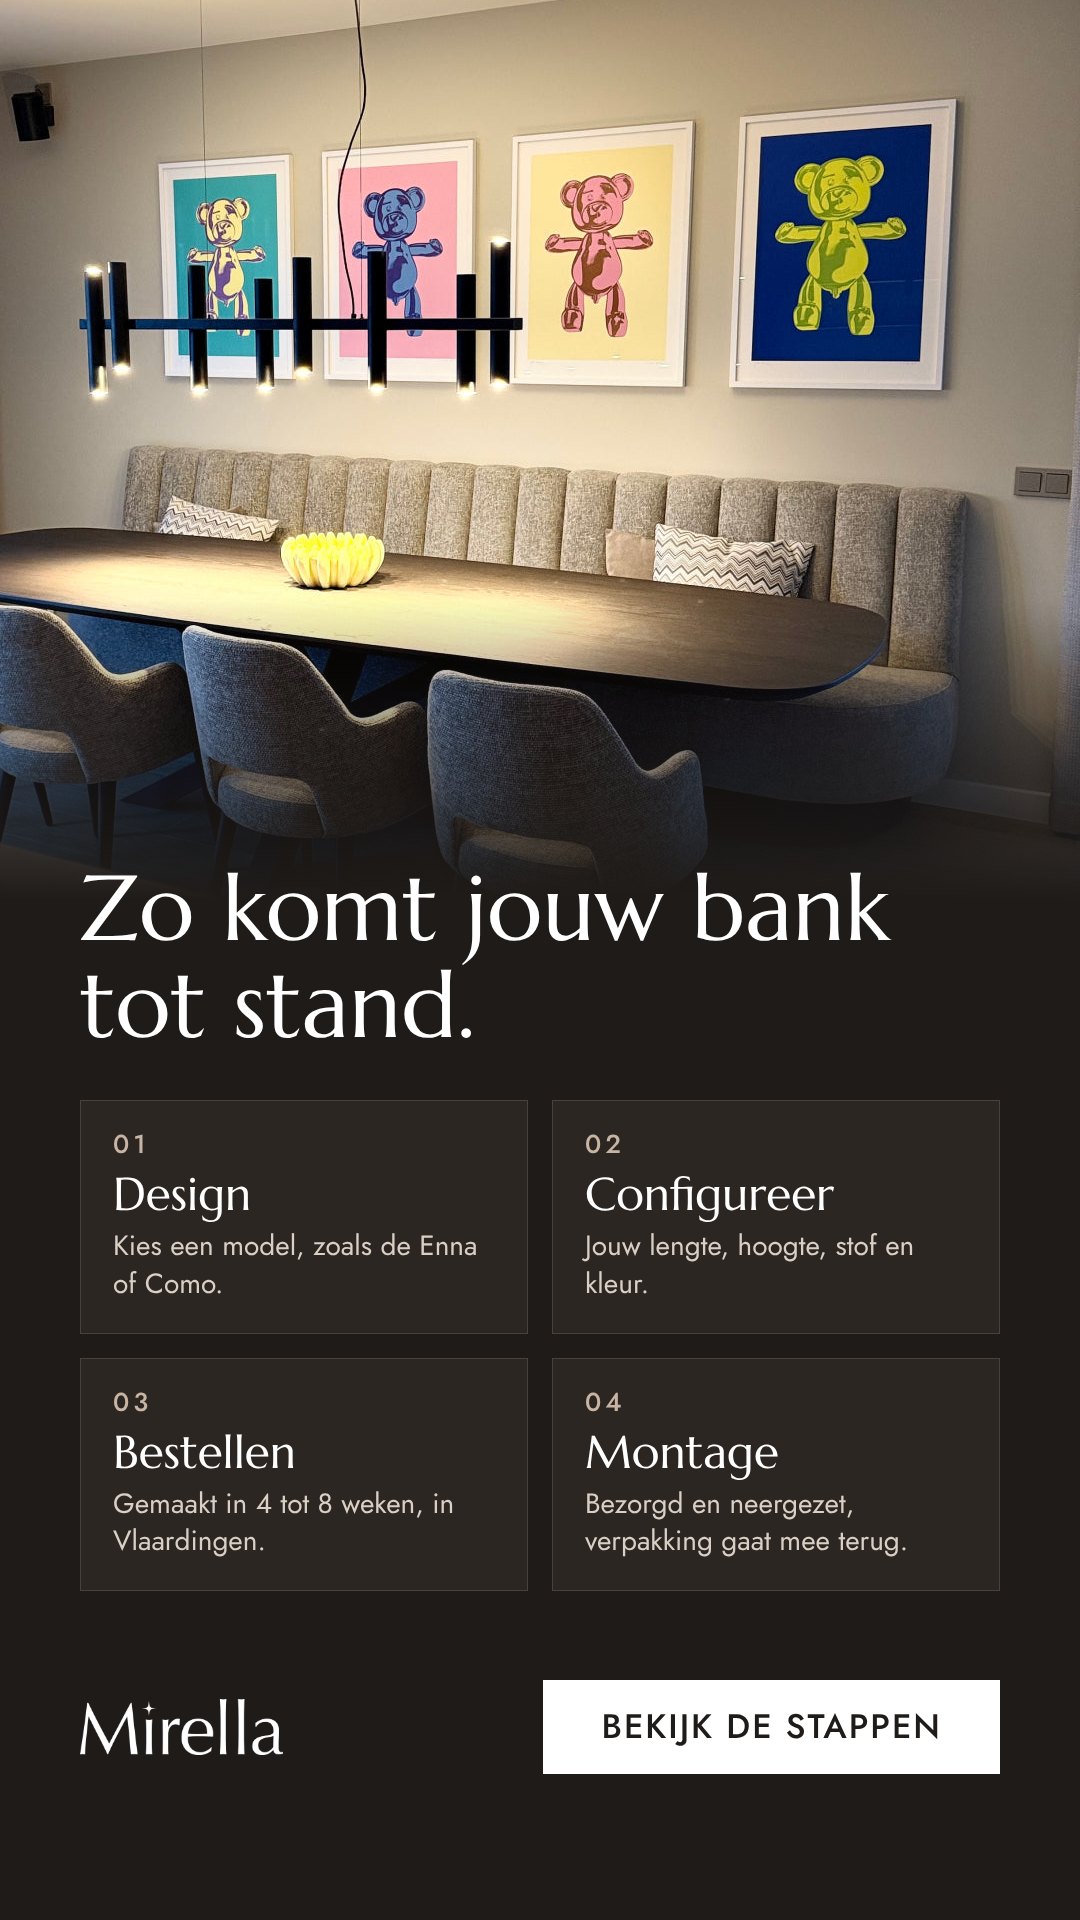 Zo komt jouw bank
tot stand.
01
Design
Kies een model, zoals de Enna
of Como.
02
Configureer
Jouw lengte, hoogte, stof en
kleur.
03
Bestellen
Gemaakt in 4 tot 8 weken, in
Vlaardingen.
04
Montage
Bezorgd en neergezet,
verpakking gaat mee terug.
Mirella
BEKIJK DE STAPPEN